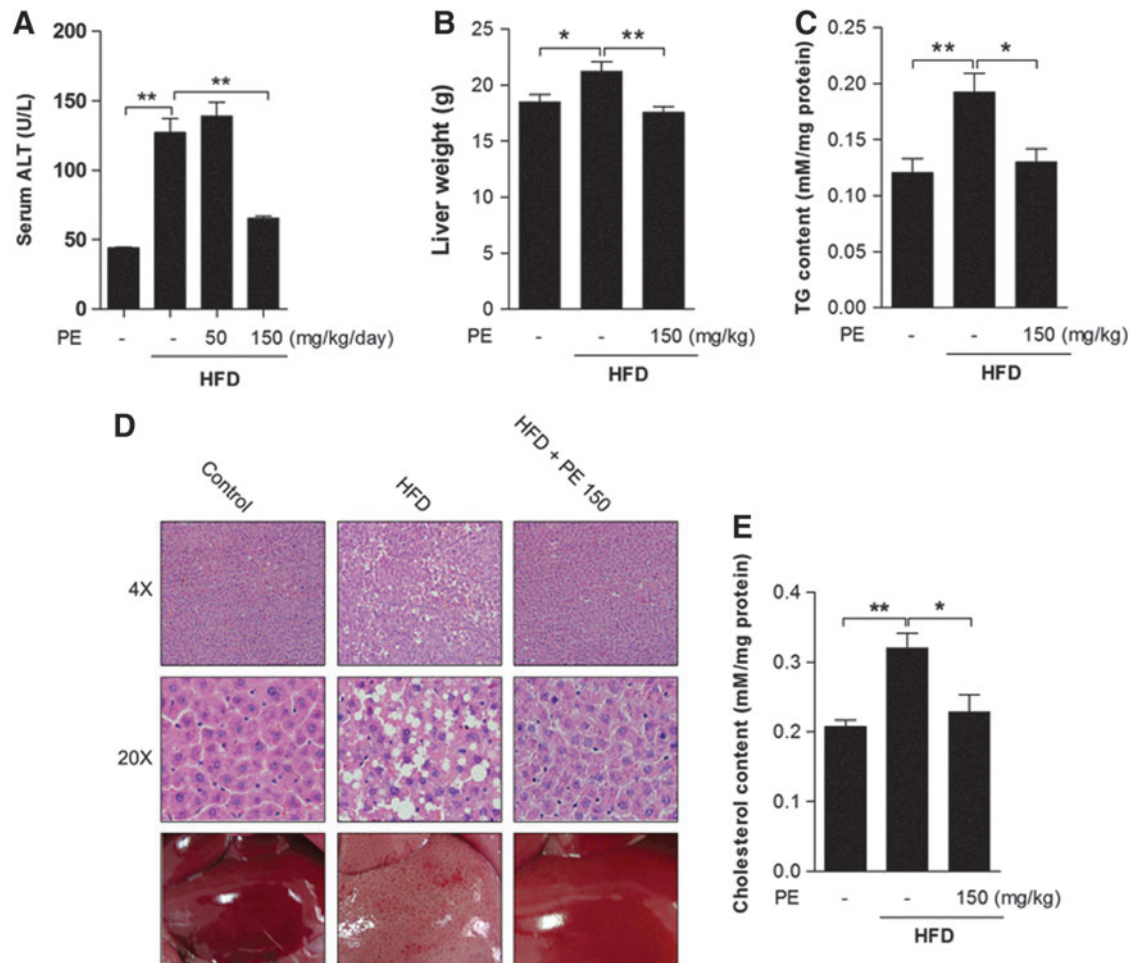 A
Serum ALT (U/L)
200
150
100
50
0
**
**
PE - - 50 150 (mg/kg/day)
HFD
B
Liver weight (g)
25
20
15
10
5
0
*
**
PE - - 150 (mg/kg)
HFD
C
TG content (mM/mg protein)
0.25
0.20
0.15
0.10
0.05
0.00
**
*
PE - - 150 (mg/kg)
HFD
D
Control
HFD
HFD + PE 150
4X
20X
E
Cholesterol content (mM/mg protein)
0.4
0.3
0.2
0.1
0.0
**
*
PE - - 150 (mg/kg)
HFD